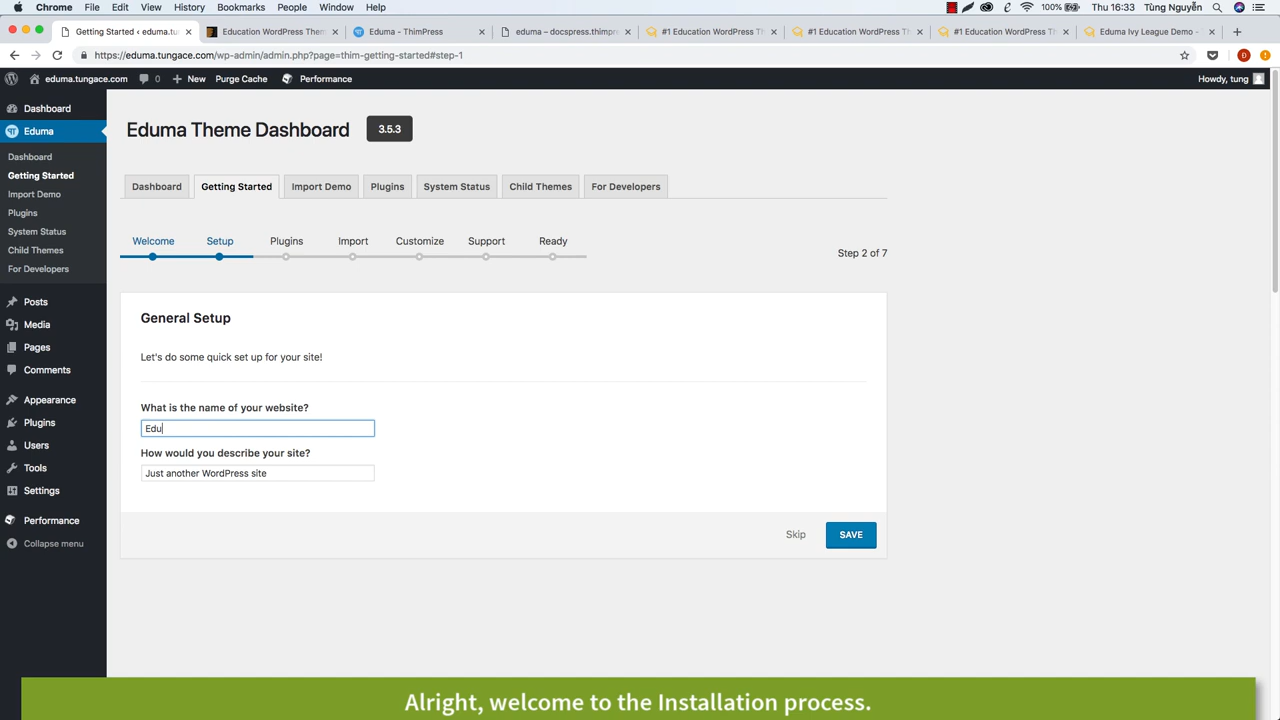 Chrome File Edit View History Bookmarks People Window Help 100% Thu 16:33 Tùng Nguyễn
Getting Started ‹ eduma.tun Education WordPress Them Eduma - ThimPress eduma – docspress.thimpre #1 Education WordPress Th #1 Education WordPress Th #1 Education WordPress Th Eduma Ivy League Demo -
https://eduma.tungace.com/wp-admin/admin.php?page=thim-getting-started#step-1
eduma.tungace.com 0 New Purge Cache Performance Howdy, tung
Dashboard
Eduma
Dashboard
Getting Started
Import Demo
Plugins
System Status
Child Themes
For Developers
Posts
Media
Pages
Comments
Appearance
Plugins
Users
Tools
Settings
Performance
Collapse menu
Eduma Theme Dashboard 3.5.3
Dashboard Getting Started Import Demo Plugins System Status Child Themes For Developers
Welcome Setup Plugins Import Customize Support Ready
Step 2 of 7
General Setup
Let's do some quick set up for your site!
What is the name of your website?
Edu
How would you describe your site?
Just another WordPress site
Skip SAVE
Alright, welcome to the Installation process.